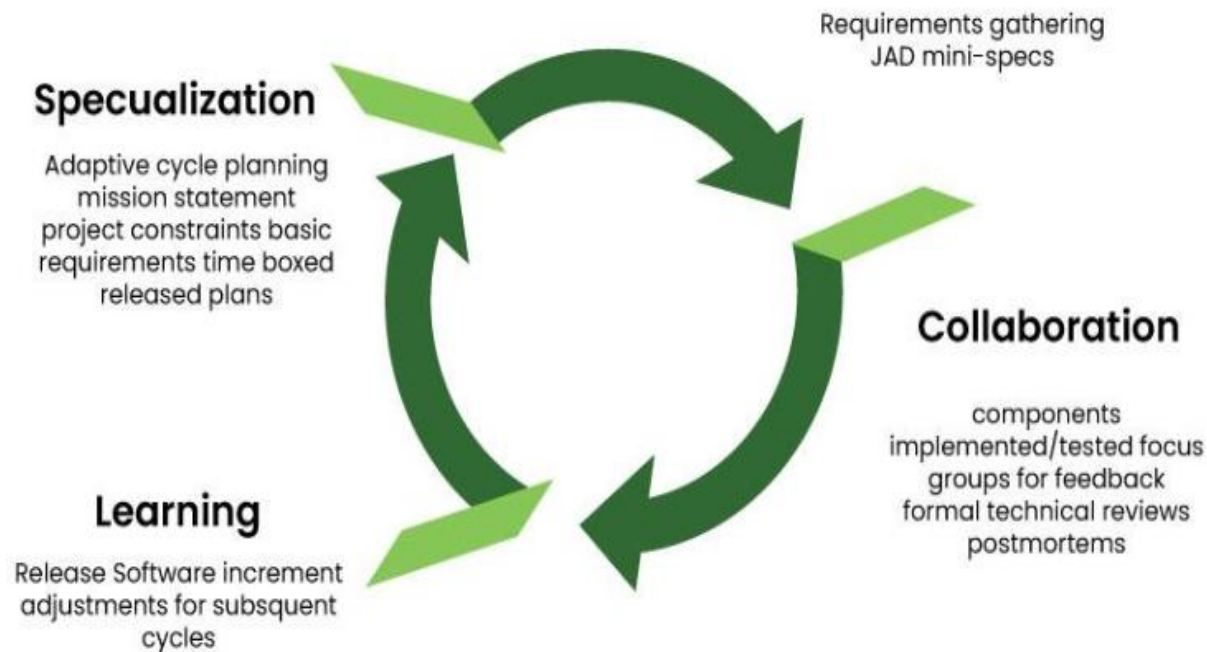 Requirements gathering
JAD mini-specs
Specualization
Adaptive cycle planning
mission statement
project constraints basic
requirements time boxed
released plans
Collaboration
components
implemented/tested focus
groups for feedback
formal technical reviews
postmortems
Learning
Release Software increment
adjustments for subsquent
cycles